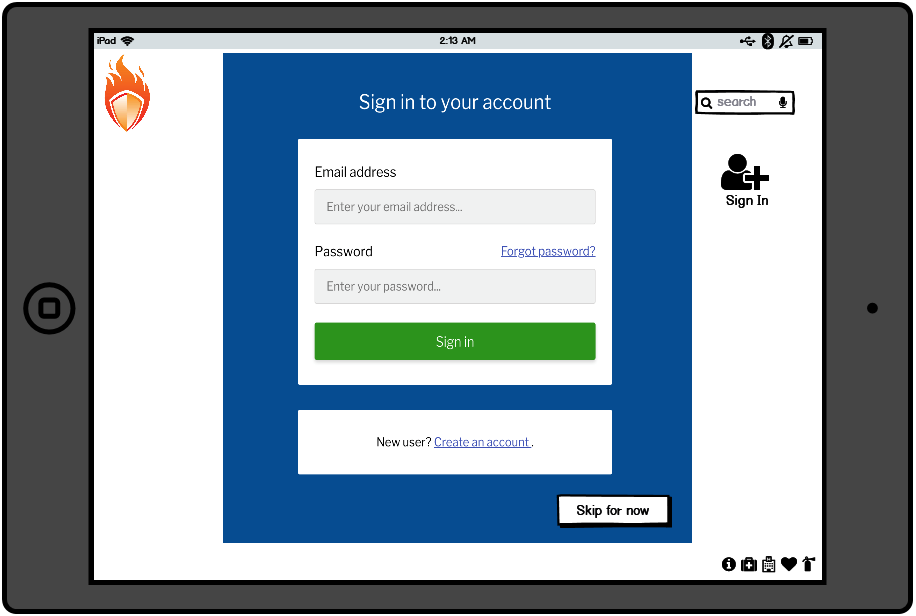 iPad
2:13 AM
Sign in to your account
search
Email address
Enter your email address...
Sign In
Password Forgot password?
Enter your password...
Sign in
New user? Create an account .
Skip for now